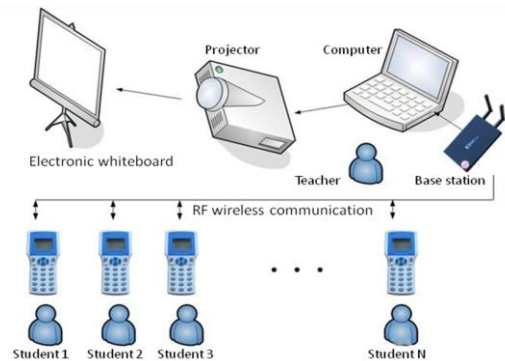 Projector
Computer
Electronic whiteboard
Teacher
Base station
RF wireless communication
Student 1
Student 2
Student 3
Student N